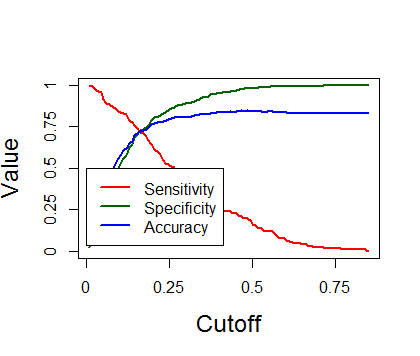 Value
0 0.25 0.5 0.75 1
Sensitivity
Specificity
Accuracy
0 0.25 0.5 0.75
Cutoff